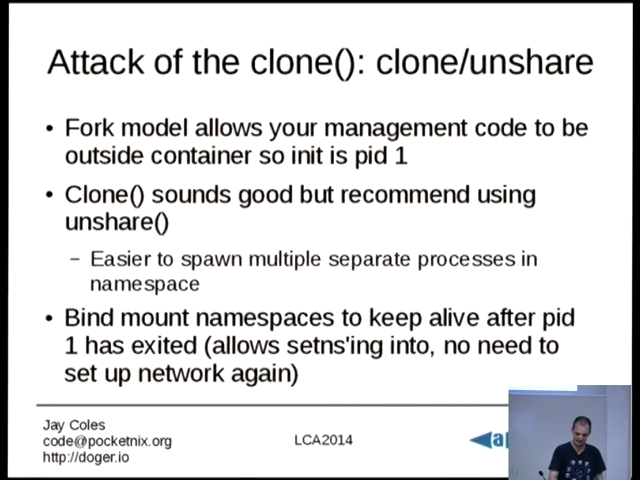 Attack of the clone(): clone/unshare
• Fork model allows your management code to be
outside container so init is pid 1
• Clone() sounds good but recommend using
unshare()
– Easier to spawn multiple separate processes in
namespace
• Bind mount namespaces to keep alive after pid
1 has exited (allows setns'ing into, no need to
set up network again)
Jay Coles
code@pocketnix.org
http://doger.io
LCA2014